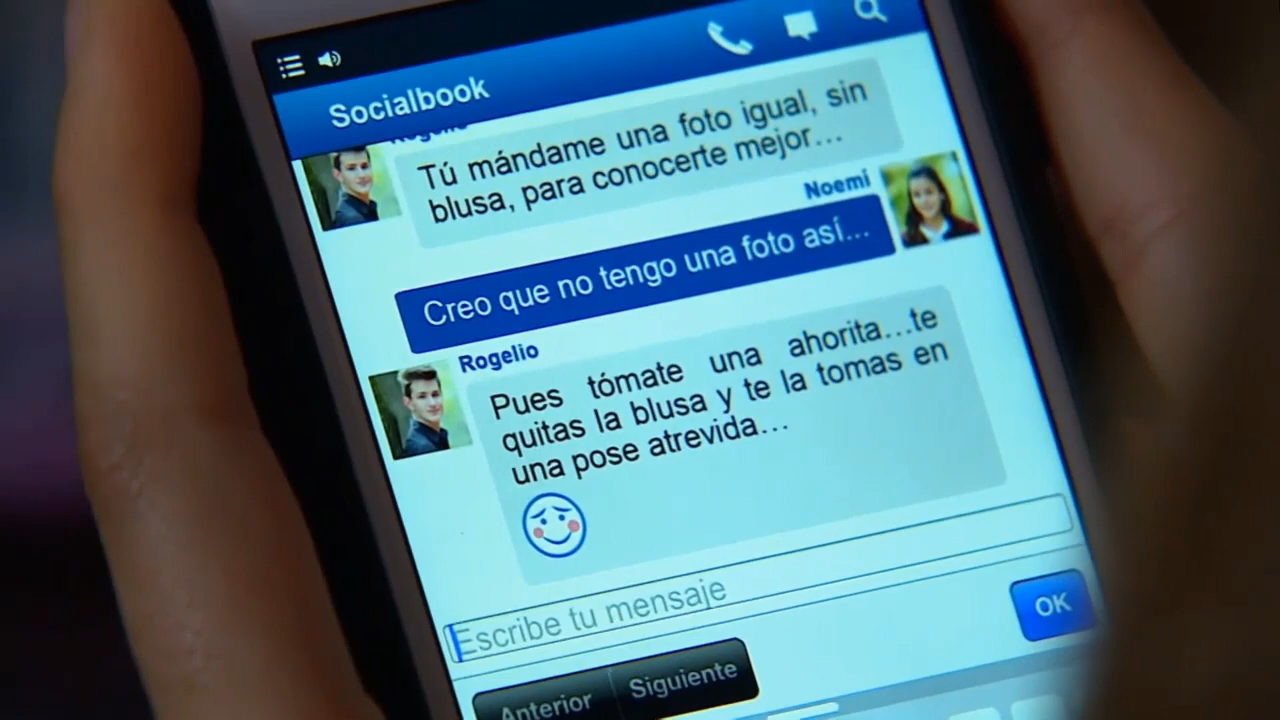 Socialbook
Tú mándame una foto igual, sin
blusa, para conocerte mejor...
Noemí
Creo que no tengo una foto así...
Rogelio
Pues tómate una ahorita...te
quitas la blusa y te la tomas en
una pose atrevida...
Escribe tu mensaje
OK
Anterior Siguiente